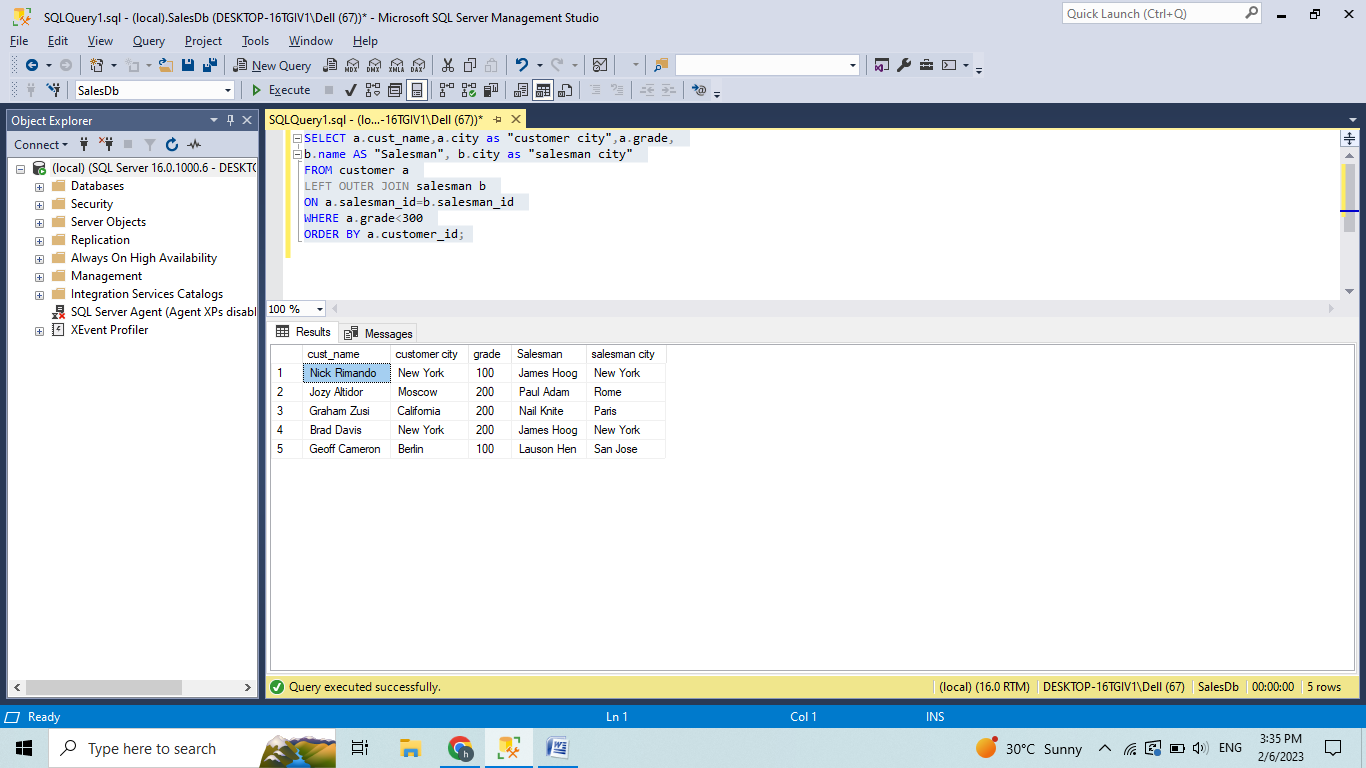 SQLQuery1.sql - (local).SalesDb (DESKTOP-16TGIV1\Dell (67))* - Microsoft SQL Server Management Studio
Quick Launch (Ctrl+Q)
File Edit View Query Project Tools Window Help
New Query MDX DMX XMLA DAX
SalesDb Execute
Object Explorer
Connect
(local) (SQL Server 16.0.1000.6 - DESKTO
Databases
Security
Server Objects
Replication
Always On High Availability
Management
Integration Services Catalogs
SQL Server Agent (Agent XPs disabl
XEvent Profiler
SQLQuery1.sql - (lo...-16TGIV1\Dell (67))*
SELECT a.cust_name,a.city as "customer city",a.grade,
b.name AS "Salesman", b.city as "salesman city"
FROM customer a
LEFT OUTER JOIN salesman b
ON a.salesman_id=b.salesman_id
WHERE a.grade<300
ORDER BY a.customer_id;
100 %
Results Messages
cust_name customer city grade Salesman salesman city
1 Nick Rimando New York 100 James Hoog New York
2 Jozy Altidor Moscow 200 Paul Adam Rome
3 Graham Zusi California 200 Nail Knite Paris
4 Brad Davis New York 200 James Hoog New York
5 Geoff Cameron Berlin 100 Lauson Hen San Jose
Query executed successfully. (local) (16.0 RTM) DESKTOP-16TGIV1\Dell (67) SalesDb 00:00:00 5 rows
Ready Ln 1 Col 1 INS
Type here to search 30°C Sunny ENG 3:35 PM
2/6/2023